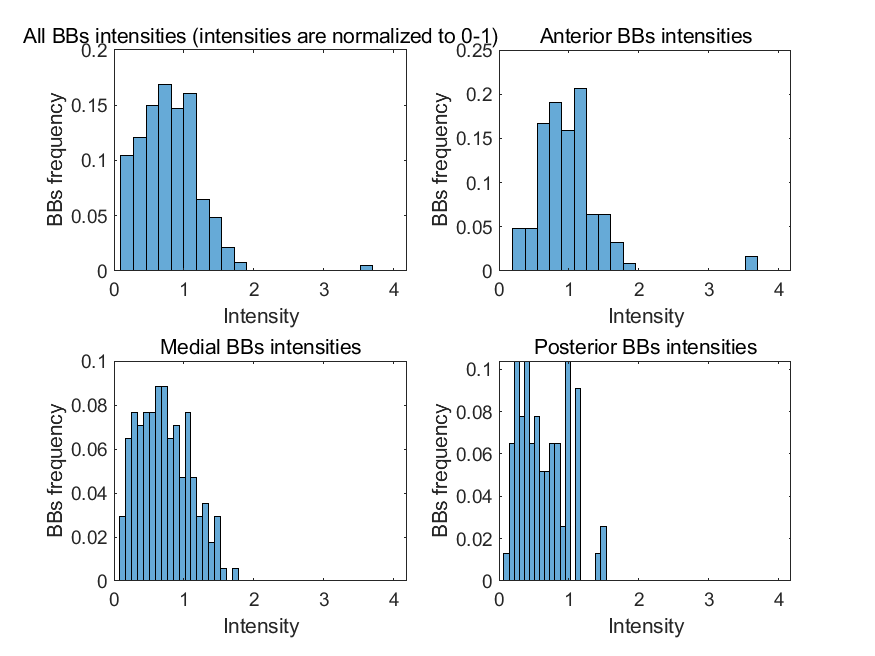 All BBs intensities (intensities are normalized to 0-1)
0.2
0.15
0.1
0.05
0
BBs frequency
0 1 2 3 4
Intensity
Anterior BBs intensities
0.25
0.2
0.15
0.1
0.05
0
BBs frequency
0 1 2 3 4
Intensity
Medial BBs intensities
0.1
0.08
0.06
0.04
0.02
0
BBs frequency
0 1 2 3 4
Intensity
Posterior BBs intensities
0.1
0.08
0.06
0.04
0.02
0
BBs frequency
0 1 2 3 4
Intensity